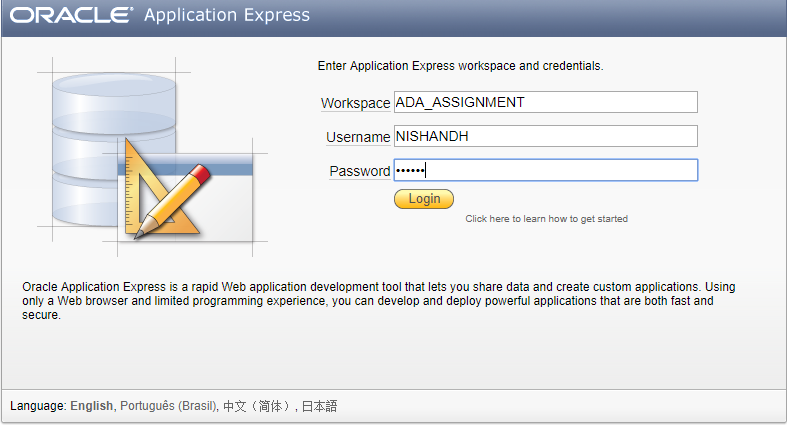 ORACLE® Application Express
Enter Application Express workspace and credentials.
Workspace ADA_ASSIGNMENT
Username NISHANDH
Password ••••••
Login
Click here to learn how to get started
Oracle Application Express is a rapid Web application development tool that lets you share data and create custom applications. Using
only a Web browser and limited programming experience, you can develop and deploy powerful applications that are both fast and
secure.
Language: English, Português (Brasil), 中文（简体）, 日本語